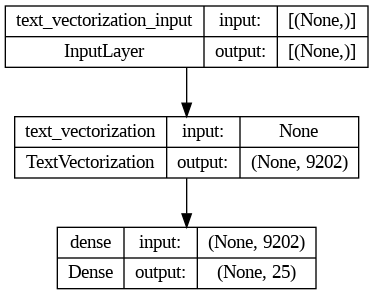 text_vectorization_input input: [(None,)]
InputLayer output: [(None,)]
text_vectorization input: None
TextVectorization output: (None, 9202)
dense input: (None, 9202)
Dense output: (None, 25)